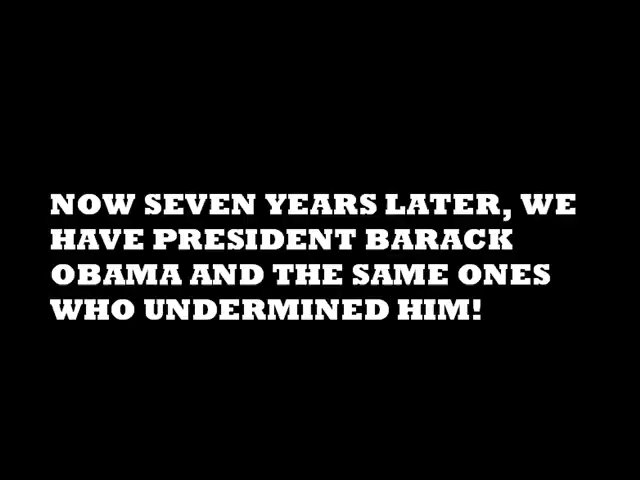 NOW SEVEN YEARS LATER, WE
HAVE PRESIDENT BARACK
OBAMA AND THE SAME ONES
WHO UNDERMINED HIM!